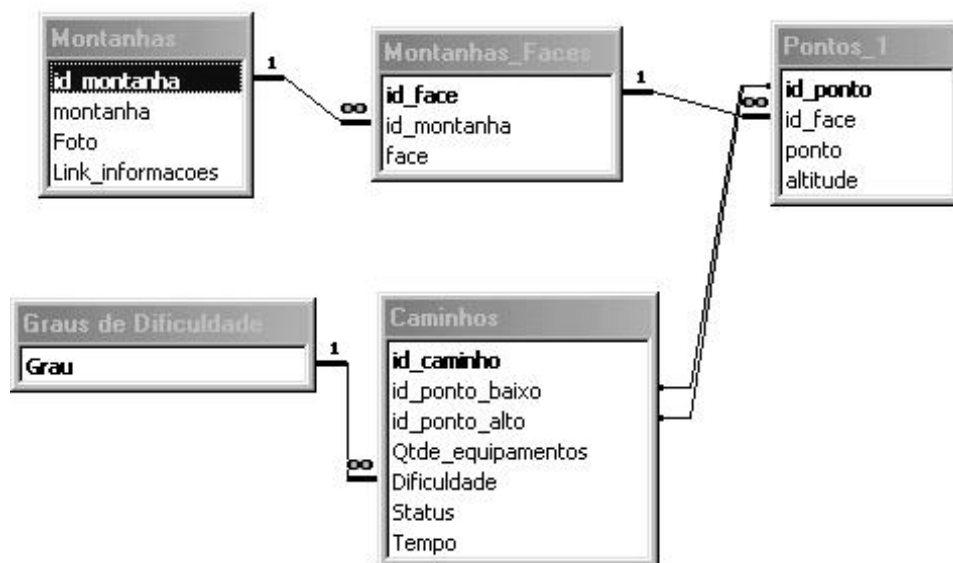 Montanhas
id_montanha
montanha
Foto
Link_informacoes
1
∞
Montanhas_Faces
id_face
id_montanha
face
1
∞
Pontos_1
id_ponto
id_face
ponto
altitude
Graus de Dificuldade
Grau
1
∞
Caminhos
id_caminho
id_ponto_baixo
id_ponto_alto
Qtde_equipamentos
Dificuldade
Status
Tempo